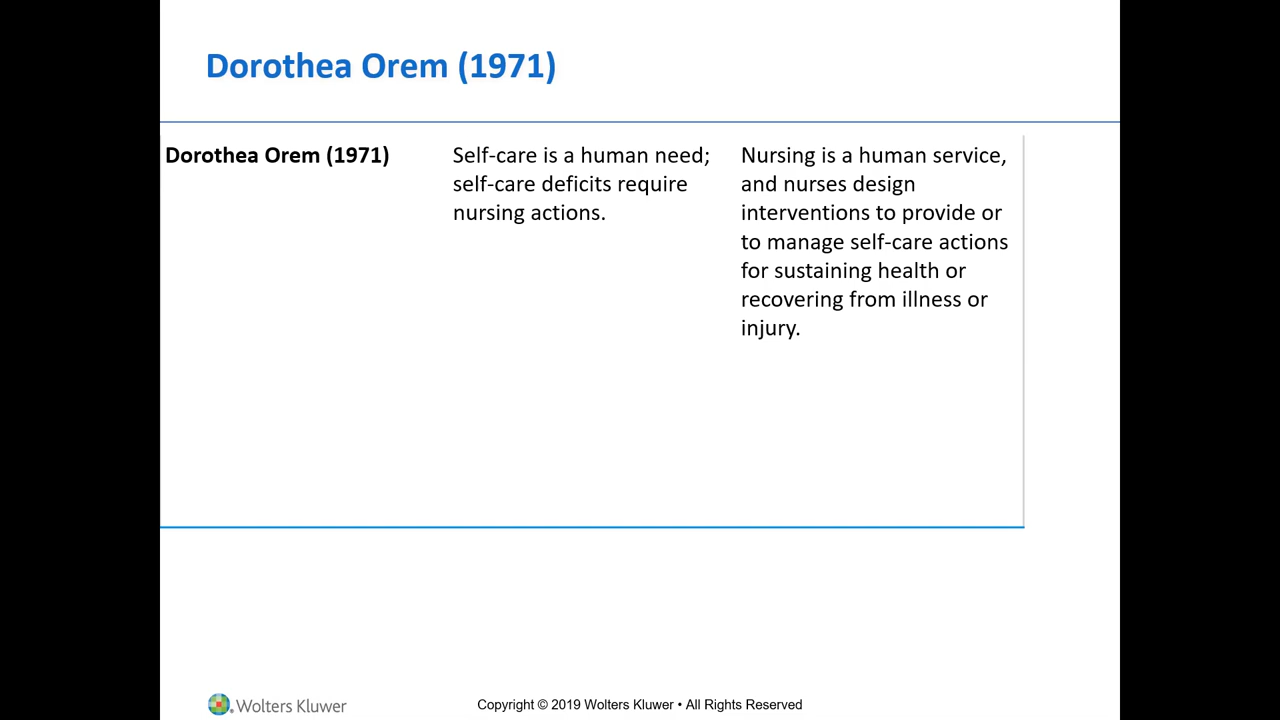 Dorothea Orem (1971)
Dorothea Orem (1971)
Self-care is a human need;
self-care deficits require
nursing actions.
Nursing is a human service,
and nurses design
interventions to provide or
to manage self-care actions
for sustaining health or
recovering from illness or
injury.
Wolters Kluwer
Copyright © 2019 Wolters Kluwer • All Rights Reserved